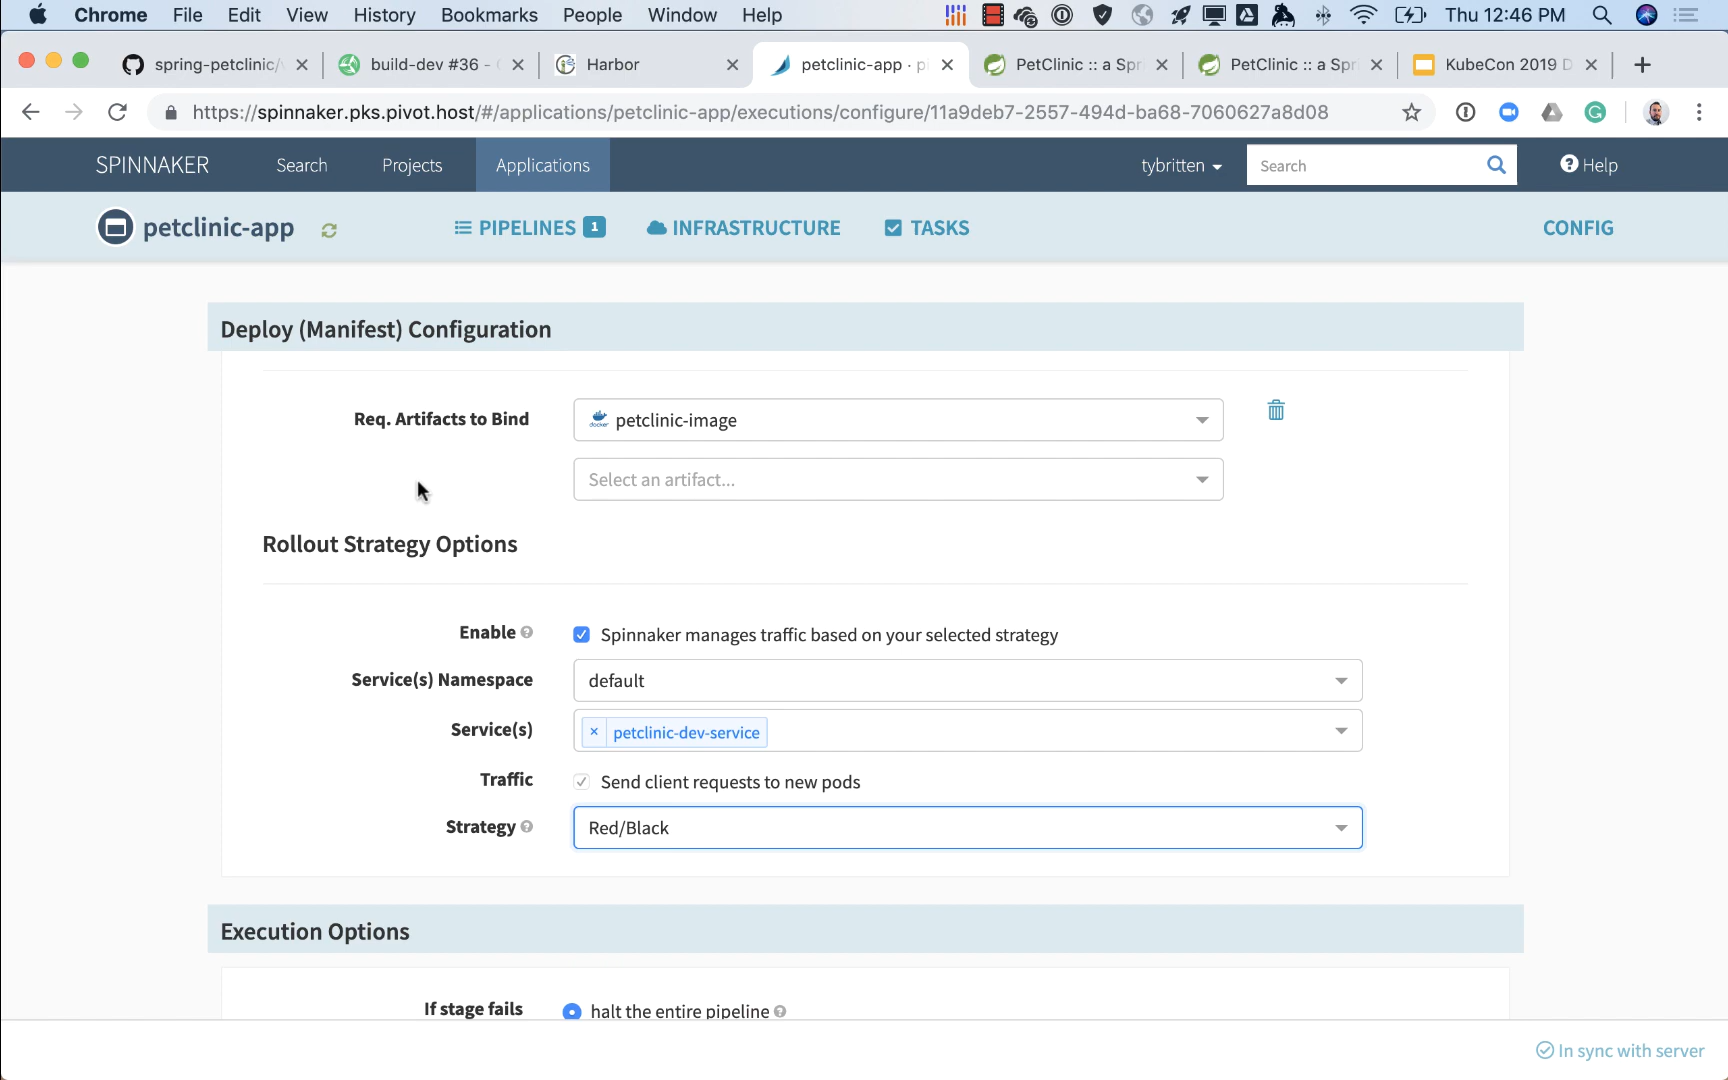 Chrome File Edit View History Bookmarks People Window Help Thu 12:46 PM
spring-petclinic/ build-dev #36 - Harbor petclinic-app · p PetClinic :: a Spr PetClinic :: a Spr KubeCon 2019 D
https://spinnaker.pks.pivot.host/#/applications/petclinic-app/executions/configure/11a9deb7-2557-494d-ba68-7060627a8d08
SPINNAKER Search Projects Applications tybritten Search Help
petclinic-app PIPELINES 1 INFRASTRUCTURE TASKS CONFIG
Deploy (Manifest) Configuration
Req. Artifacts to Bind docker petclinic-image
Select an artifact...
Rollout Strategy Options
Enable Spinnaker manages traffic based on your selected strategy
Service(s) Namespace default
Service(s) × petclinic-dev-service
Traffic Send client requests to new pods
Strategy Red/Black
Execution Options
If stage fails halt the entire pipeline
In sync with server